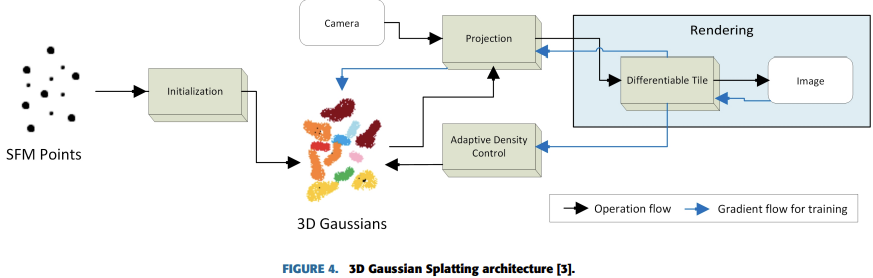 Camera
Projection
Rendering
Initialization
Differentiable Tile
Image
SFM Points
Adaptive Density
Control
3D Gaussians
Operation flow
Gradient flow for training
FIGURE 4. 3D Gaussian Splatting architecture [3].